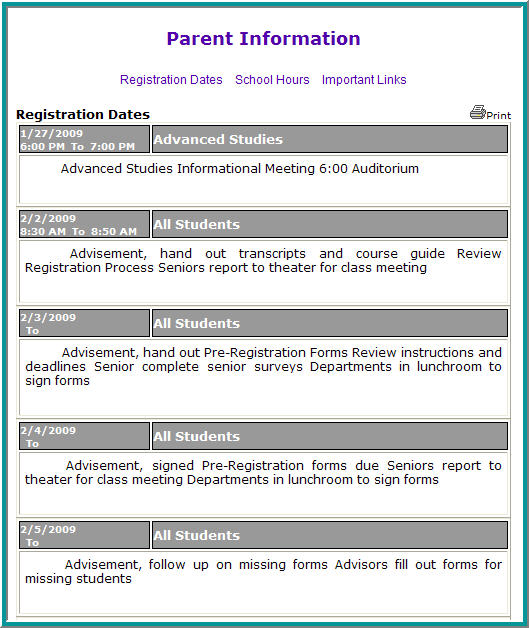 Parent Information
Registration Dates School Hours Important Links
Registration Dates Print
1/27/2009
6:00 PM To 7:00 PM
Advanced Studies
Advanced Studies Informational Meeting 6:00 Auditorium
2/2/2009
8:30 AM To 8:50 AM
All Students
Advisement, hand out transcripts and course guide Review
Registration Process Seniors report to theater for class meeting
2/3/2009
To
All Students
Advisement, hand out Pre-Registration Forms Review instructions and
deadlines Senior complete senior surveys Departments in lunchroom to
sign forms
2/4/2009
To
All Students
Advisement, signed Pre-Registration forms due Seniors report to
theater for class meeting Departments in lunchroom to sign forms
2/5/2009
To
All Students
Advisement, follow up on missing forms Advisors fill out forms for
missing students